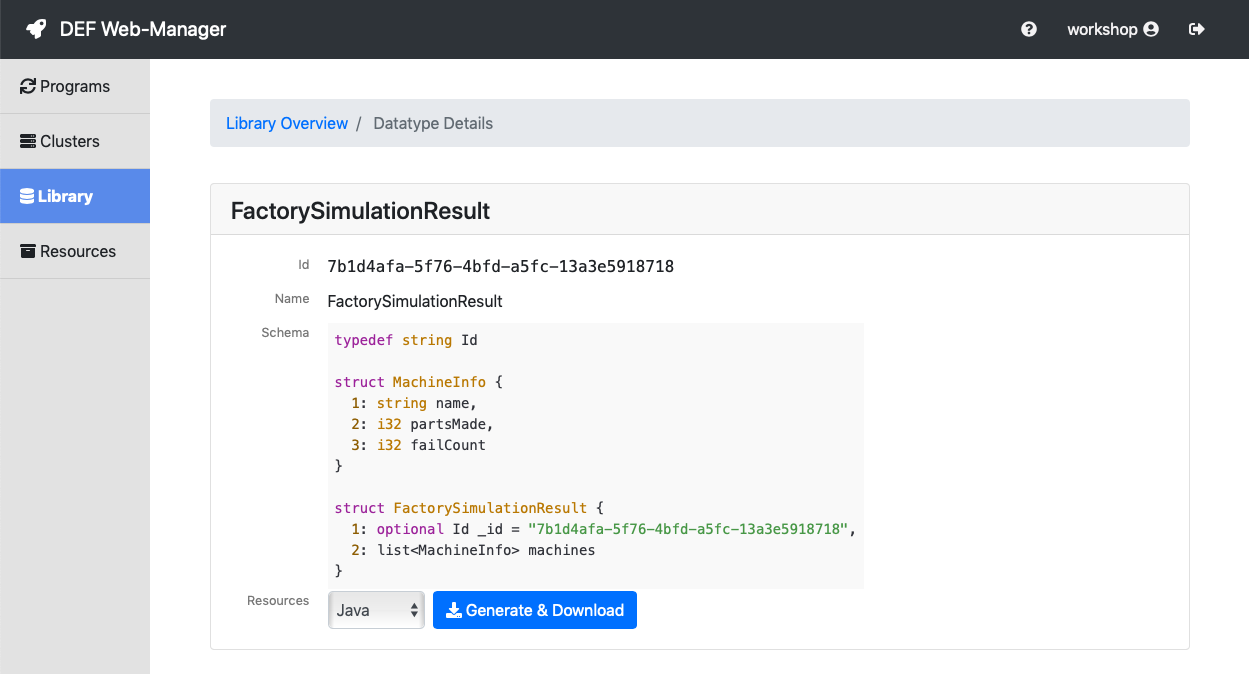 DEF Web-Manager
workshop
Programs
Clusters
Library
Resources
Library Overview / Datatype Details
FactorySimulationResult
Id 7b1d4afa-5f76-4bfd-a5fc-13a3e5918718
Name FactorySimulationResult
Schema
typedef string Id
struct MachineInfo {
1: string name,
2: i32 partsMade,
3: i32 failCount
}
struct FactorySimulationResult {
1: optional Id _id = "7b1d4afa-5f76-4bfd-a5fc-13a3e5918718",
2: list<MachineInfo> machines
}
Resources Java Generate & Download